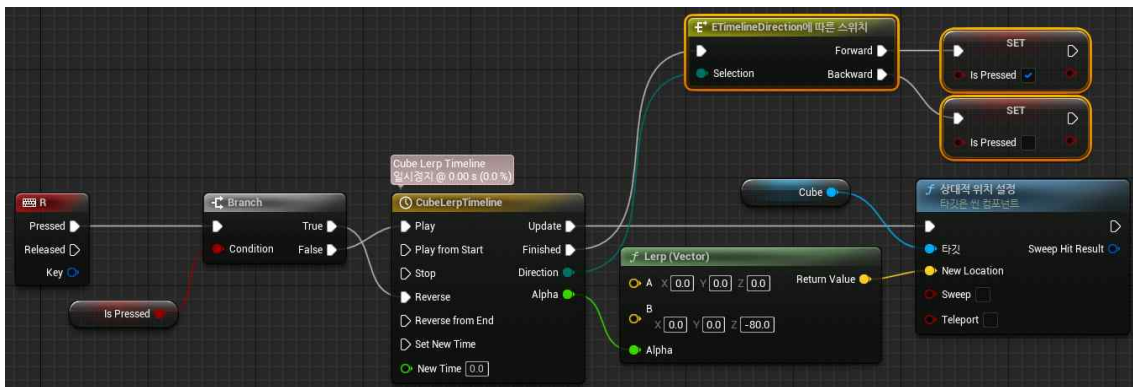 ETimelineDirection에 따른 스위치
Forward
Selection
Backward
SET
Is Pressed
SET
Is Pressed
Cube Lerp Timeline
일시정지 @ 0.00 s (0.0 %)
R
Pressed
Released
Key
Branch
True
Condition
False
Is Pressed
CubeLerpTimeline
Play
Update
Play from Start
Finished
Stop
Direction
Reverse
Alpha
Reverse from End
Set New Time
New Time 0.0
Lerp (Vector)
A X 0.0 Y 0.0 Z 0.0
Return Value
B
X 0.0 Y 0.0 Z -80.0
Alpha
Cube
상대적 위치 설정
타깃은 씬 컴포넌트
타깃
Sweep Hit Result
New Location
Sweep
Teleport